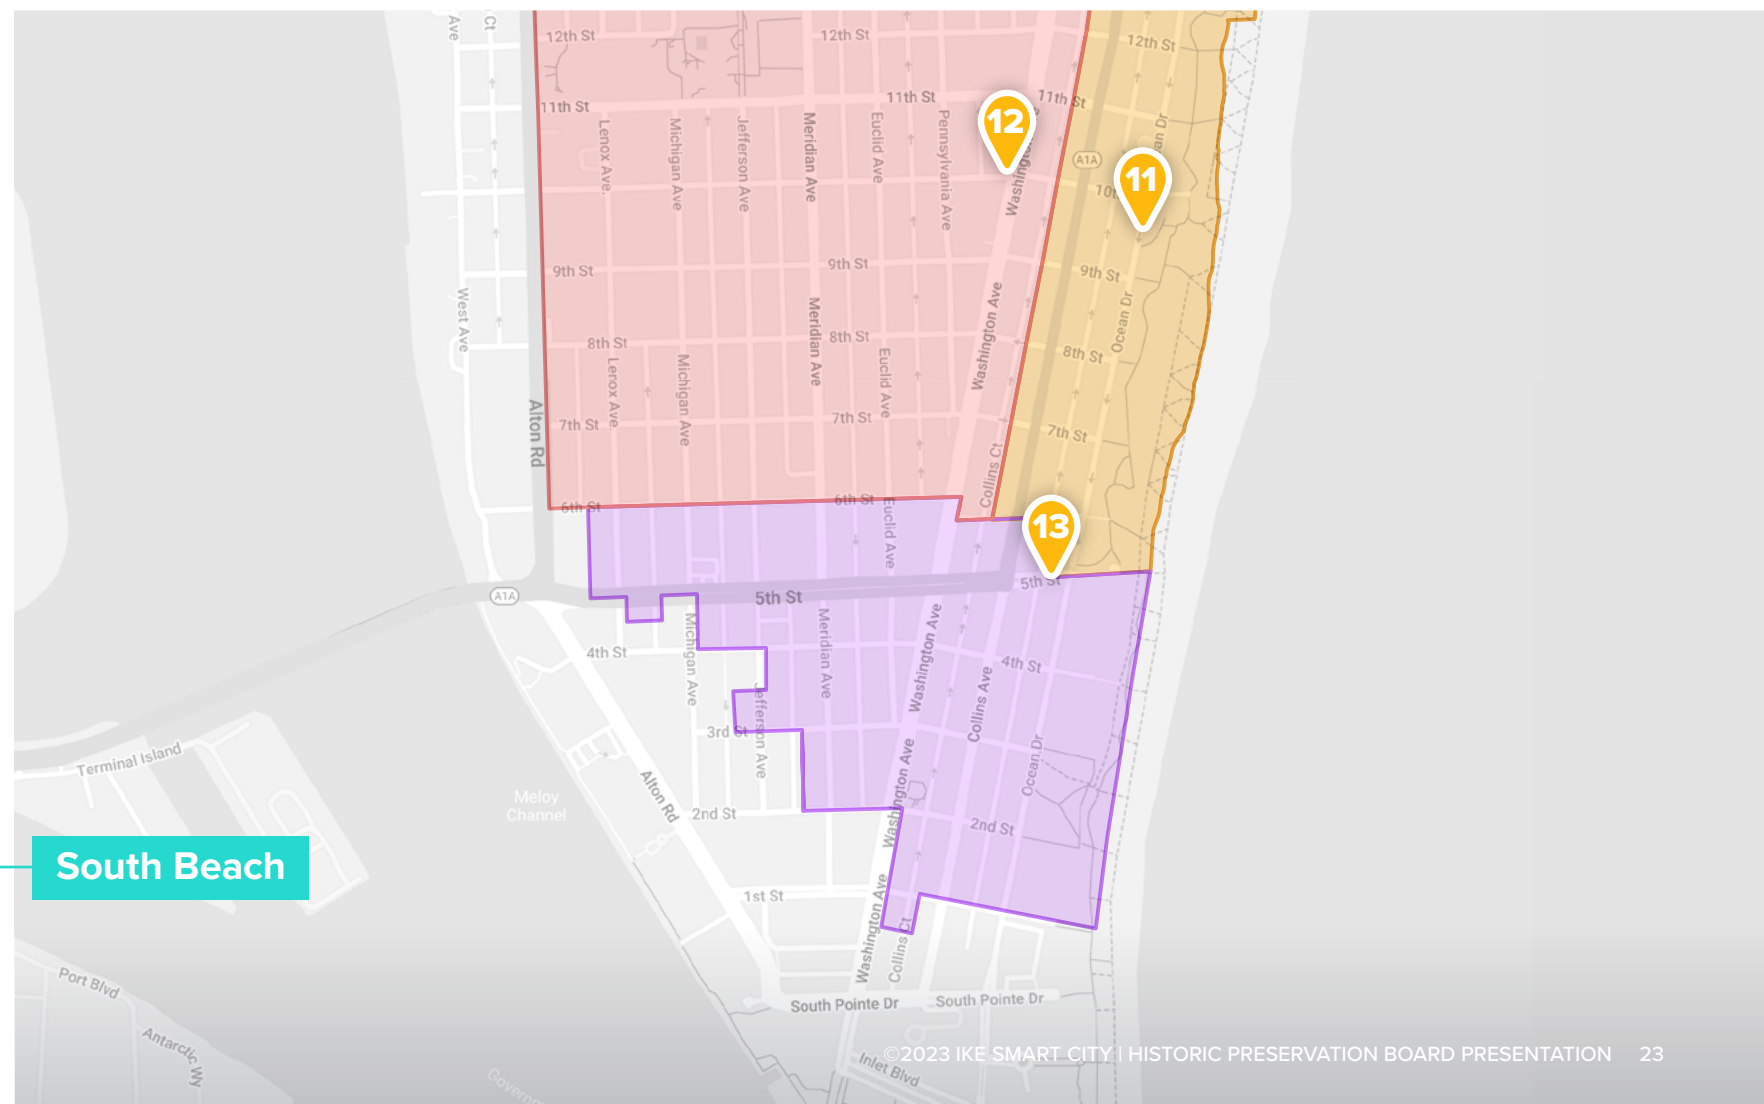 Ave
Ct
12th St
12th St
12th St
11th St
11th St
11th St
12
Lenox Ave.
Michigan Ave
Jefferson Ave
Meridian Ave
Euclid Ave
Pennsylvania Ave
A1A
11
Washington
9th St
9th St
9th St
West Ave
Meridian Ave
Washington Ave
Ocean Dr
8th St
8th St
8th St
Lenox Ave.
Michigan Ave
Euclid Ave
7th St
7th St
7th St
Alton Rd
Collins Ct
6th St
6th St
Euclid Ave
13
A1A
5th St
5th St
Michigan Ave
Meridian Ave
Washington Ave
4th St
4th St
Collins Ave
Jefferson Ave
3rd St
Ocean Dr
Terminal Island
Washington Ave
Alton Rd
Meloy
Channel
2nd St
2nd St
South Beach
1st St
Washington Ave
Collins Ct
Port Blvd
South Pointe Dr
South Pointe Dr
Antarctic Wy
Inlet Blvd
©2023 IKE SMART CITY | HISTORIC PRESERVATION BOARD PRESENTATION 23